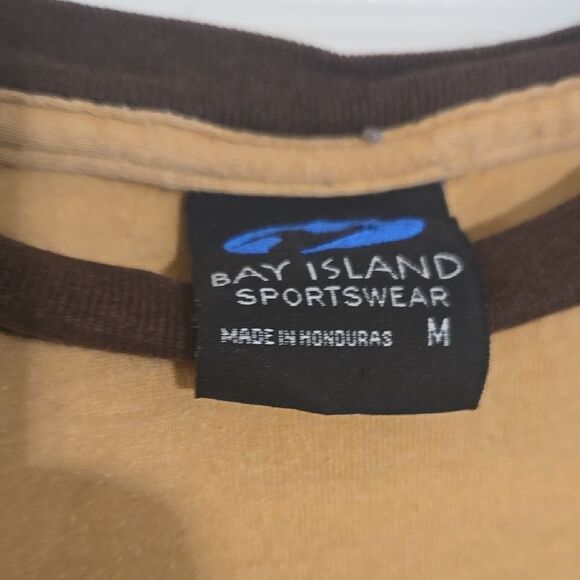 BAY ISLAND
SPORTSWEAR
MADE IN HONDURAS M